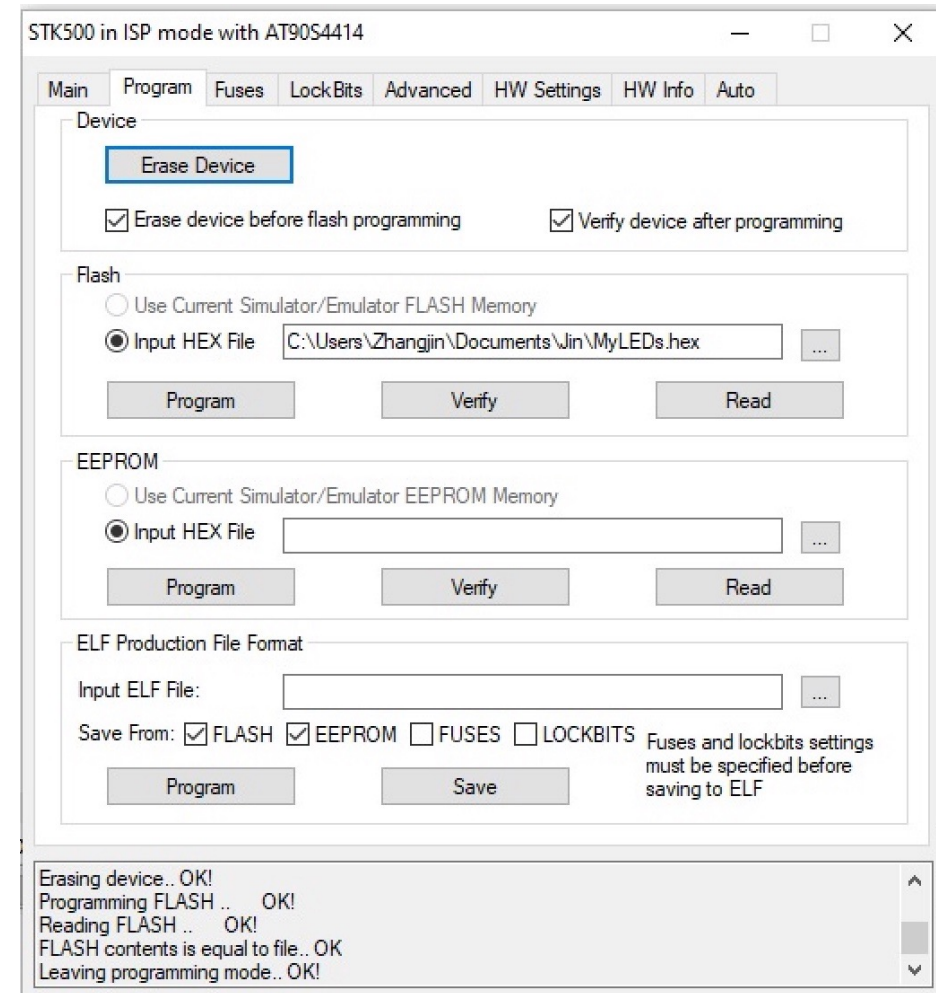 STK500 in ISP mode with AT90S4414
Main Program Fuses LockBits Advanced HW Settings HW Info Auto
Device
Erase Device
Erase device before flash programming Verify device after programming
Flash
Use Current Simulator/Emulator FLASH Memory
Input HEX File C:\Users\Zhangjin\Documents\Jin\MyLEDs.hex ...
Program Verify Read
EEPROM
Use Current Simulator/Emulator EEPROM Memory
Input HEX File ...
Program Verify Read
ELF Production File Format
Input ELF File: ...
Save From: FLASH EEPROM FUSES LOCKBITS
Fuses and lockbits settings
must be specified before
saving to ELF
Program Save
Erasing device.. OK!
Programming FLASH .. OK!
Reading FLASH .. OK!
FLASH contents is equal to file.. OK
Leaving programming mode.. OK!